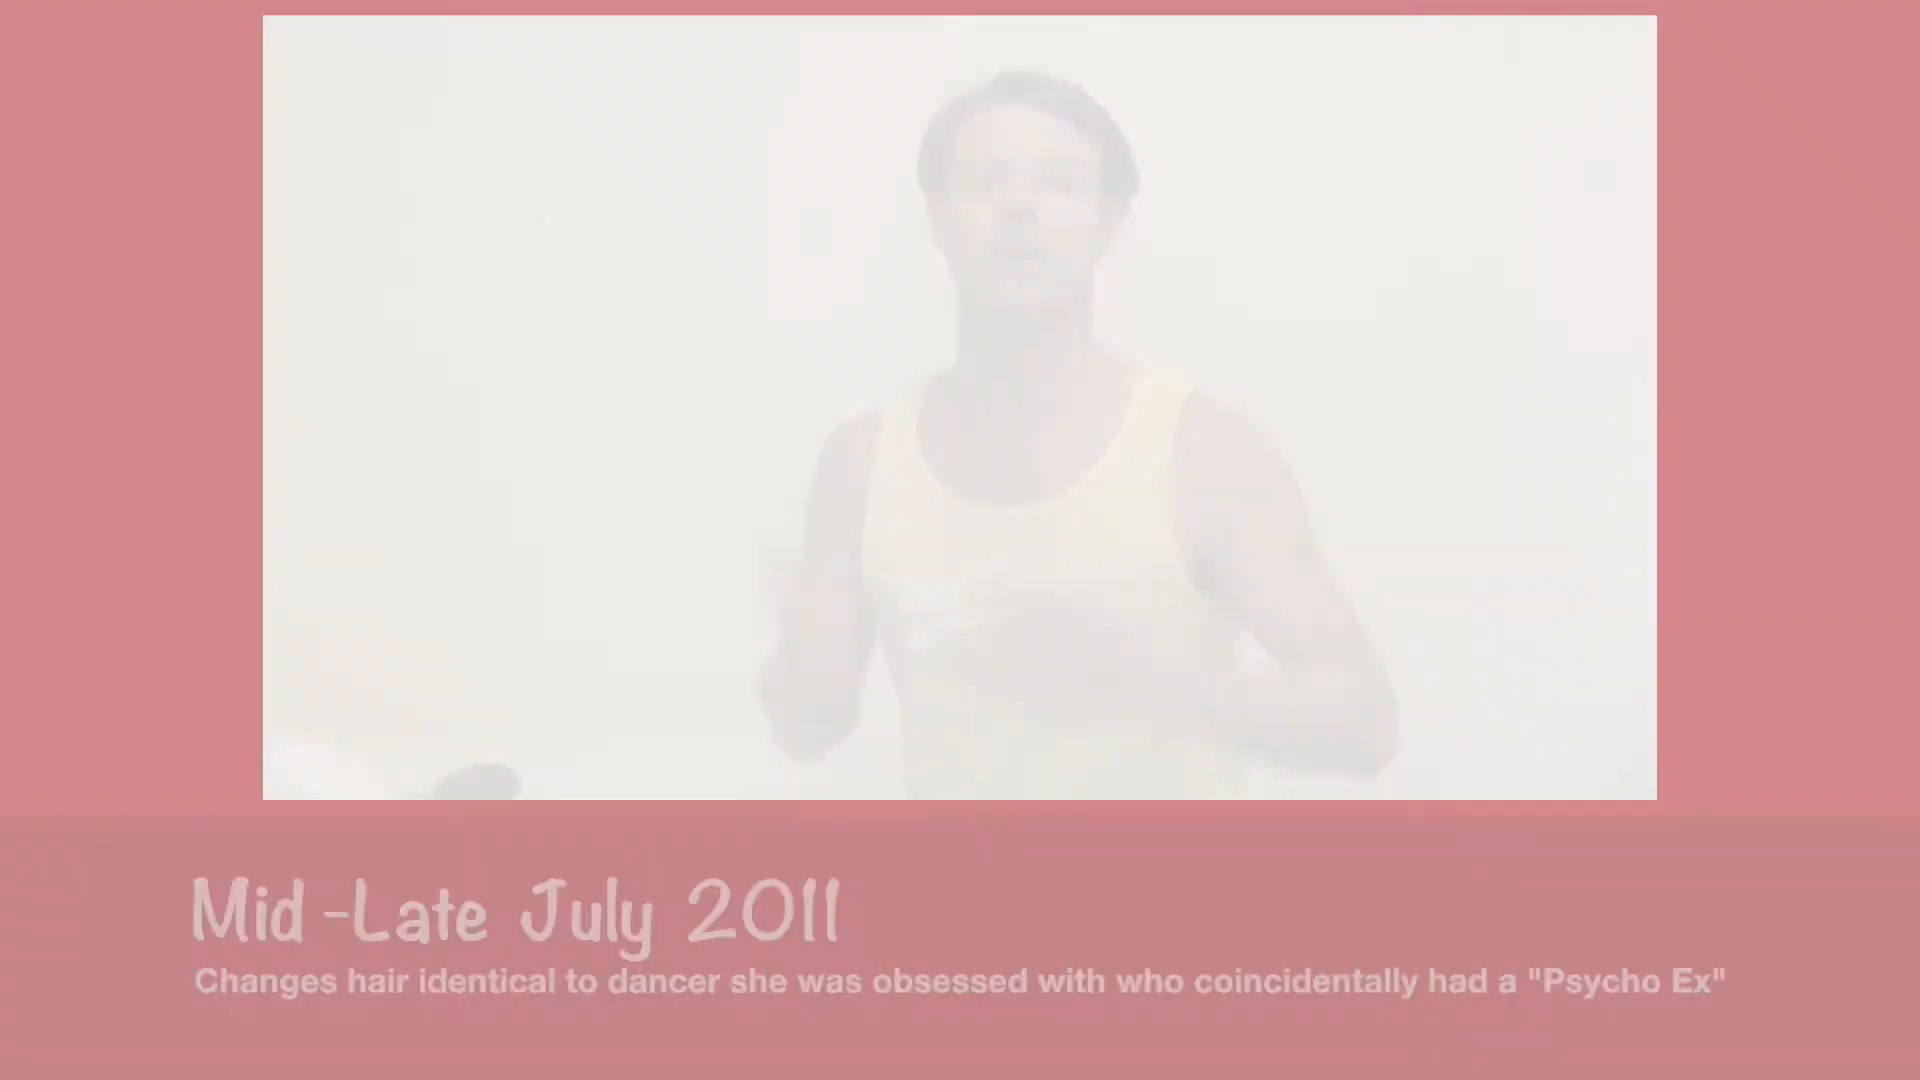 Mid-Late July 2011
Changes hair identical to dancer she was obsessed with who coincidentally had a "Psycho Ex"